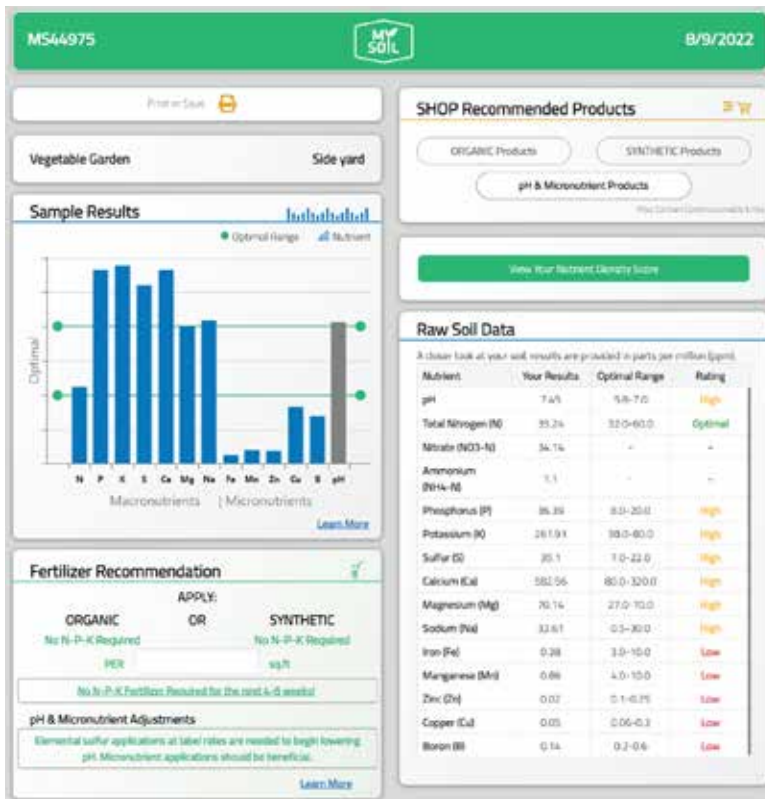 MS44975
MY
SOIL
8/9/2022
Print or Save
Vegetable Garden
Side yard
Sample Results
Optimal Range
Nutrient
Optimal
N P K S Ca Mg Na Fe Mn Zn Cu B pH
Macronutrients | Micronutrients
Learn More
Fertilizer Recommendation
APPLY:
ORGANIC OR SYNTHETIC
No N-P-K Required No N-P-K Required
PER sq.ft
No N-P-K Fertilizer Required for the next 4-6 weeks!
pH & Micronutrient Adjustments
Elemental sulfur applications at label rates are needed to begin lowering
pH. Micronutrient applications should be beneficial.
Learn More
SHOP Recommended Products
ORGANIC Products
SYNTHETIC Products
pH & Micronutrient Products
View Your Nutrient Density Score
Raw Soil Data
A closer look at your soil results are provided in parts per million (ppm).
Nutrient Your Results Optimal Range Rating
pH 7.45 5.8-7.0 High
Total Nitrogen (N) 35.24 32.0-60.0 Optimal
Nitrate (NO3-N) 34.14 - -
Ammonium
(NH4-N) 1.1 - -
Phosphorus (P) 36.39 8.0-20.0 High
Potassium (K) 261.91 38.0-80.0 High
Sulfur (S) 35.1 7.0-22.0 High
Calcium (Ca) 582.56 80.0-320.0 High
Magnesium (Mg) 70.14 27.0-70.0 High
Sodium (Na) 32.61 0.5-30.0 High
Iron (Fe) 0.28 3.0-10.0 Low
Manganese (Mn) 0.86 4.0-10.0 Low
Zinc (Zn) 0.02 0.1-0.75 Low
Copper (Cu) 0.05 0.06-0.3 Low
Boron (B) 0.14 0.2-0.6 Low